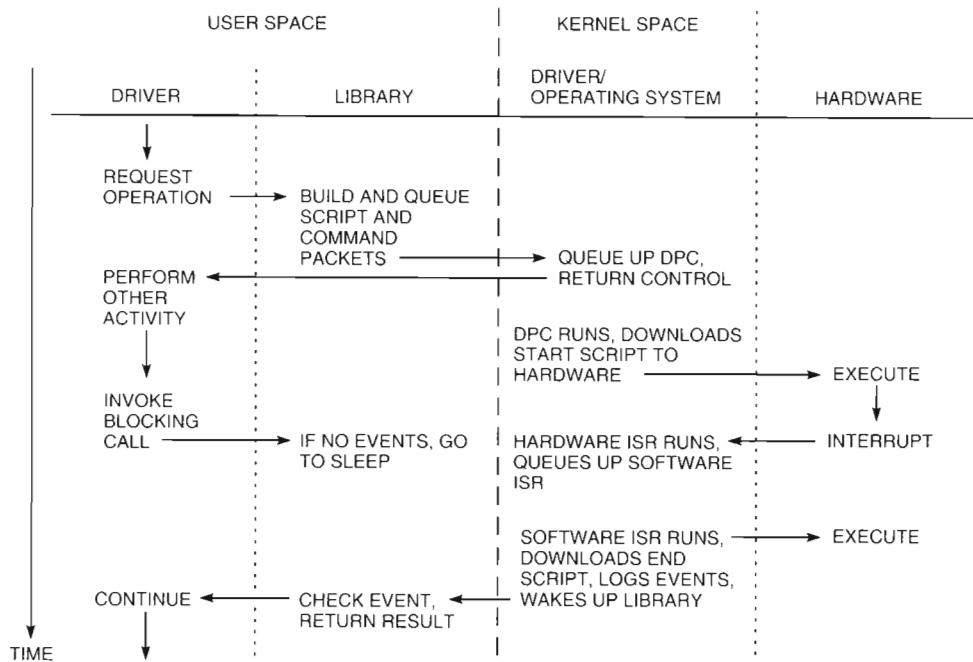 USER SPACE
KERNEL SPACE
DRIVER
LIBRARY
DRIVER/
OPERATING SYSTEM
HARDWARE
REQUEST
OPERATION
BUILD AND QUEUE
SCRIPT AND
COMMAND
PACKETS
QUEUE UP DPC,
RETURN CONTROL
PERFORM
OTHER
ACTIVITY
DPC RUNS, DOWNLOADS
START SCRIPT TO
HARDWARE
EXECUTE
INVOKE
BLOCKING
CALL
IF NO EVENTS, GO
TO SLEEP
HARDWARE ISR RUNS,
QUEUES UP SOFTWARE
ISR
INTERRUPT
SOFTWARE ISR RUNS,
DOWNLOADS END
SCRIPT, LOGS EVENTS,
WAKES UP LIBRARY
EXECUTE
CONTINUE
CHECK EVENT,
RETURN RESULT
TIME